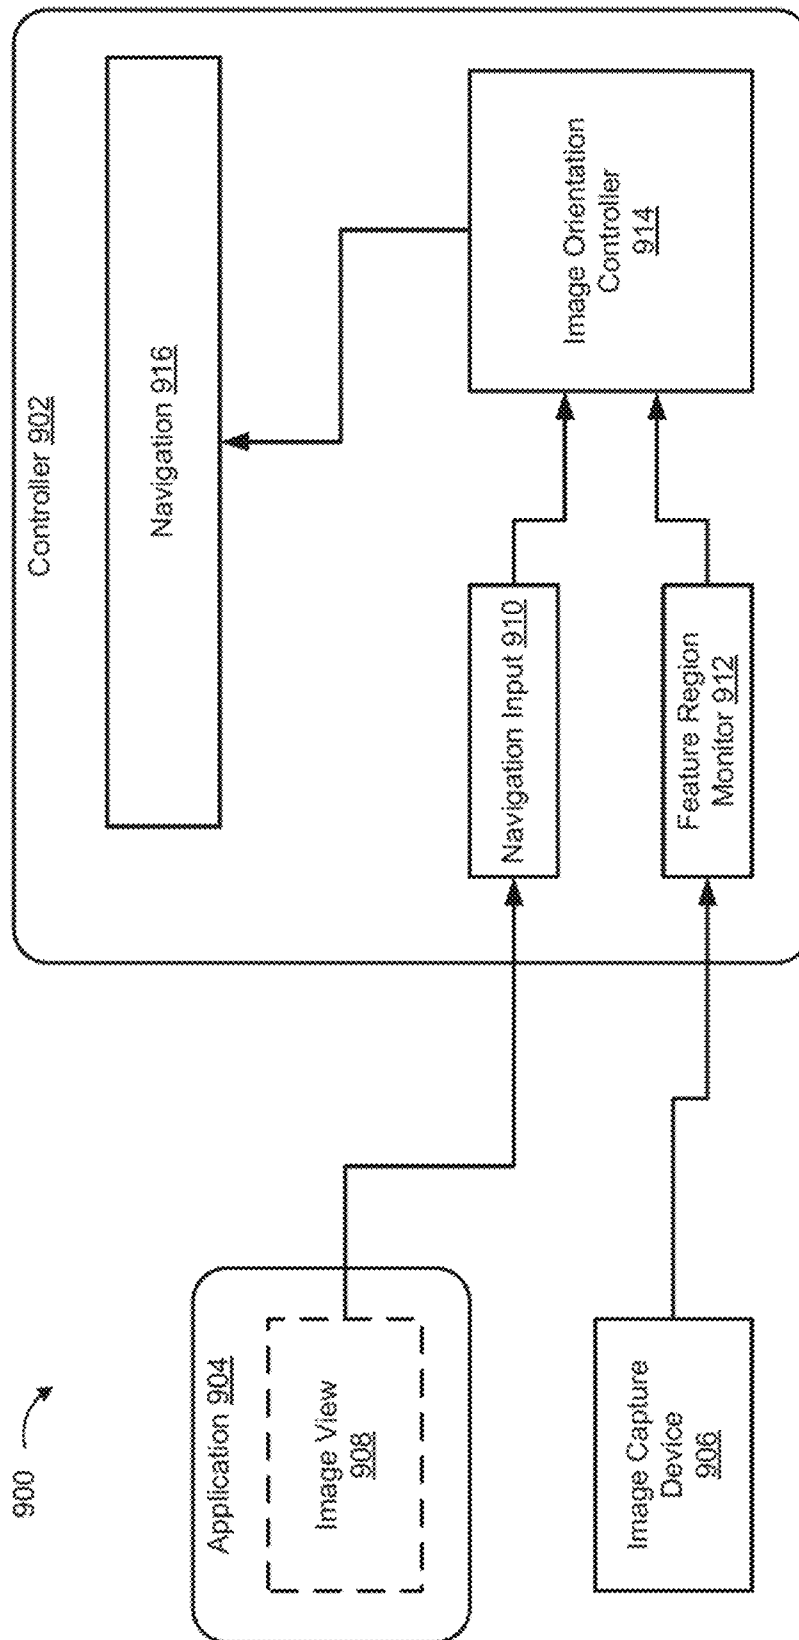 900
Application 904
Image View
908
Image Capture
Device
906
Controller 902
Navigation 916
Navigation Input 910
Feature Region
Monitor 912
Image Orientation
Controller
914